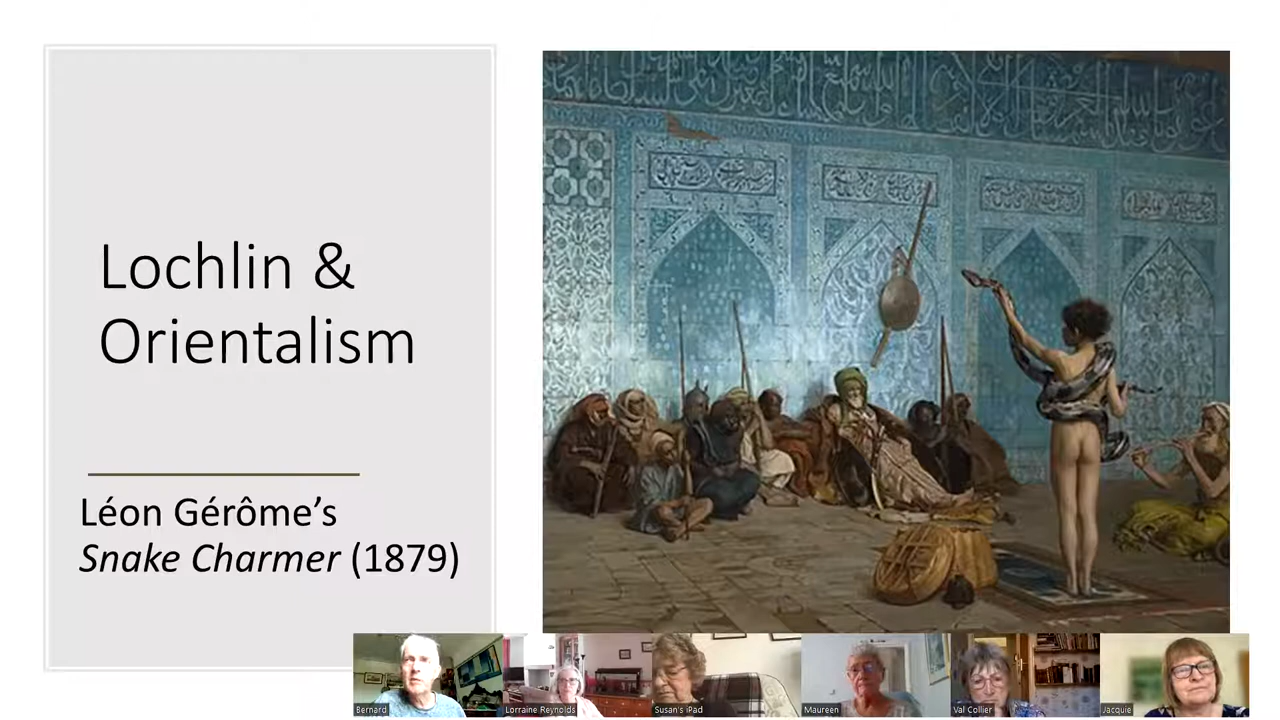 Lochlin &
Orientalism
Léon Gérôme’s
Snake Charmer (1879)
Bernard
Lorraine Reynolds
Susan's iPad
Maureen
Val Collier
Jacquie